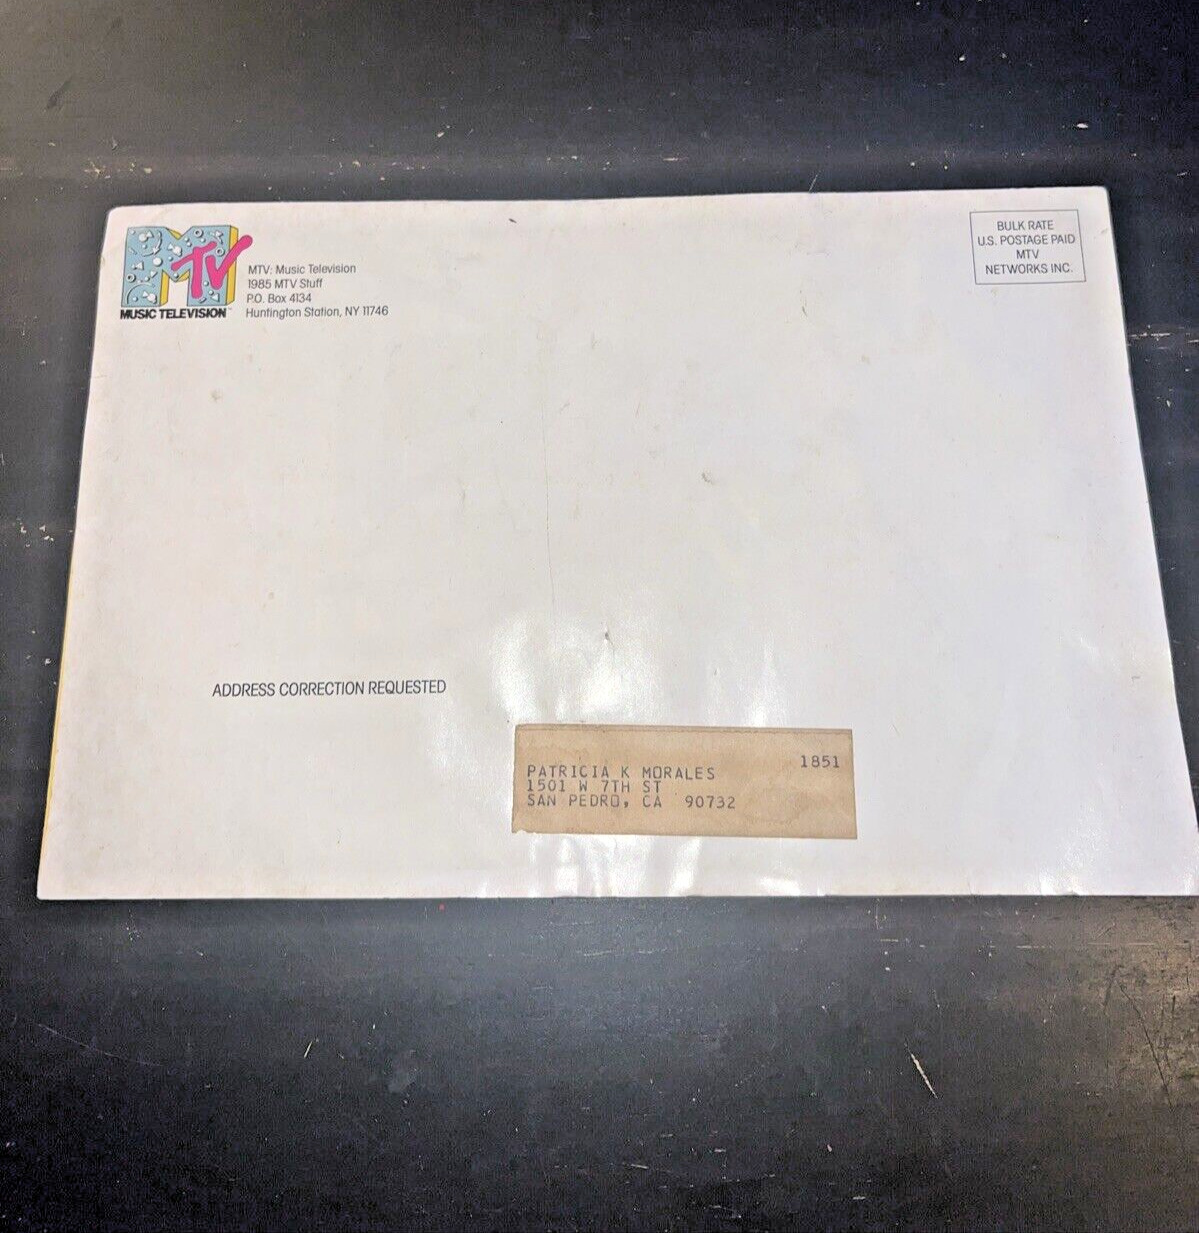 MTV
MUSIC TELEVISION™
MTV: Music Television
1985 MTV Stuff
P.O. Box 4134
Huntington Station, NY 11746
BULK RATE
U.S. POSTAGE PAID
MTV
NETWORKS INC.
ADDRESS CORRECTION REQUESTED
1851
PATRICIA K MORALES
1501 W 7TH ST
SAN PEDRO, CA 90732